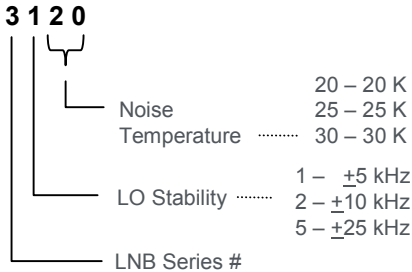 3 1 2 0
20 – 20 K
Noise 25 – 25 K
Temperature ········· 30 – 30 K
1 – ±5 kHz
LO Stability ········ 2 – ±10 kHz
5 – ±25 kHz
LNB Series #